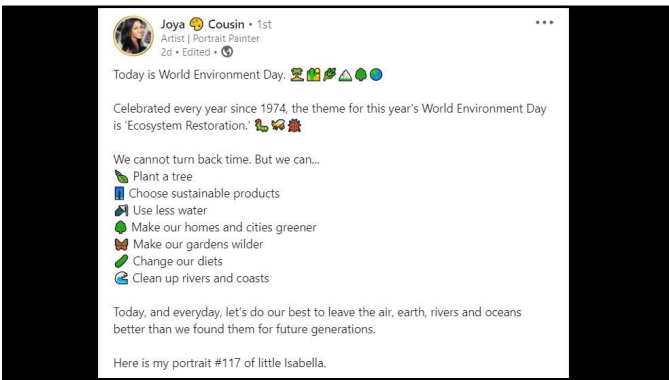 Joya 🎨 Cousin • 1st
Artist | Portrait Painter
2d • Edited • 🌎
Today is World Environment Day. 🏝️🏜️🌿🏔️🌳🌍
Celebrated every year since 1974, the theme for this year's World Environment Day
is 'Ecosystem Restoration.' 🐛🐝🐞
We cannot turn back time. But we can...
🍃 Plant a tree
👖 Choose sustainable products
🚰 Use less water
🌳 Make our homes and cities greener
🦋 Make our gardens wilder
🥒 Change our diets
🌊 Clean up rivers and coasts
Today, and everyday, let's do our best to leave the air, earth, rivers and oceans
better than we found them for future generations.
Here is my portrait #117 of little Isabella.